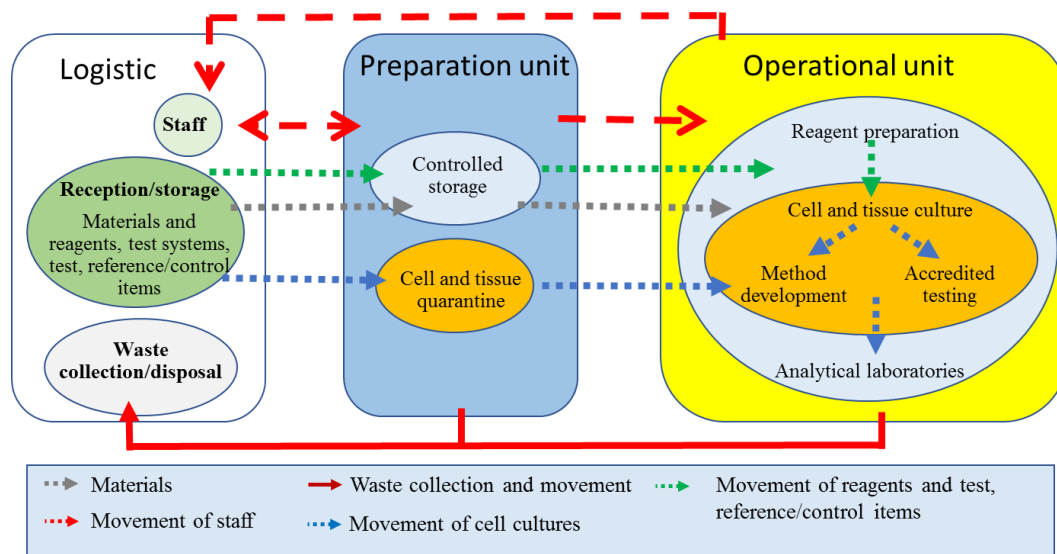 Logistic
Staff
Reception/storage
Materials and
reagents, test systems,
test, reference/control
items
Waste
collection/disposal
Preparation unit
Controlled
storage
Cell and tissue
quarantine
Operational unit
Reagent preparation
Cell and tissue culture
Method
development
Accredited
testing
Analytical laboratories
Materials
Movement of staff
Waste collection and movement
Movement of cell cultures
Movement of reagents and test,
reference/control items